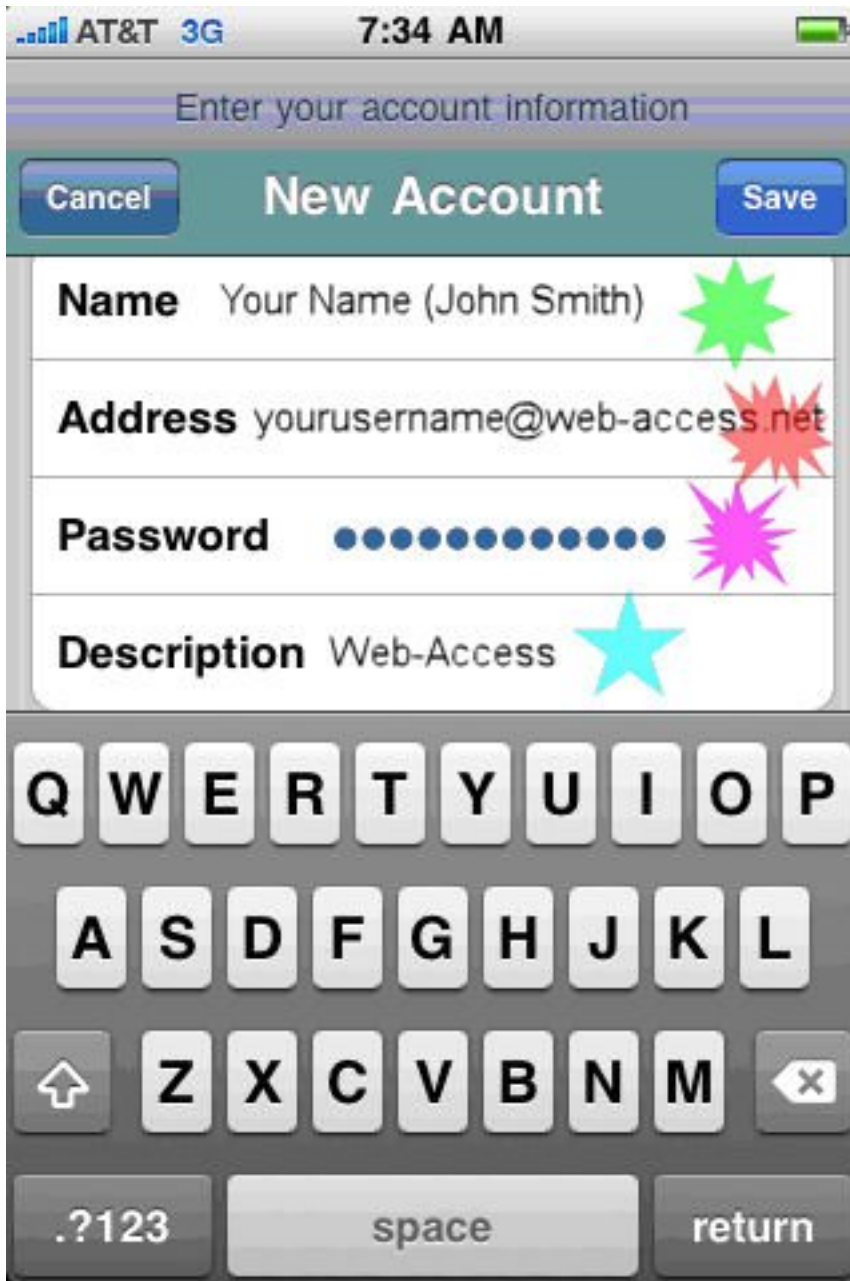 AT&T 3G 7:34 AM
Enter your account information
Cancel New Account Save
Name Your Name (John Smith)
Address yourusername@web-access.net
Password ●●●●●●●●●●●●
Description Web-Access
Q W E R T Y U I O P
A S D F G H J K L
Z X C V B N M
.?123 space return